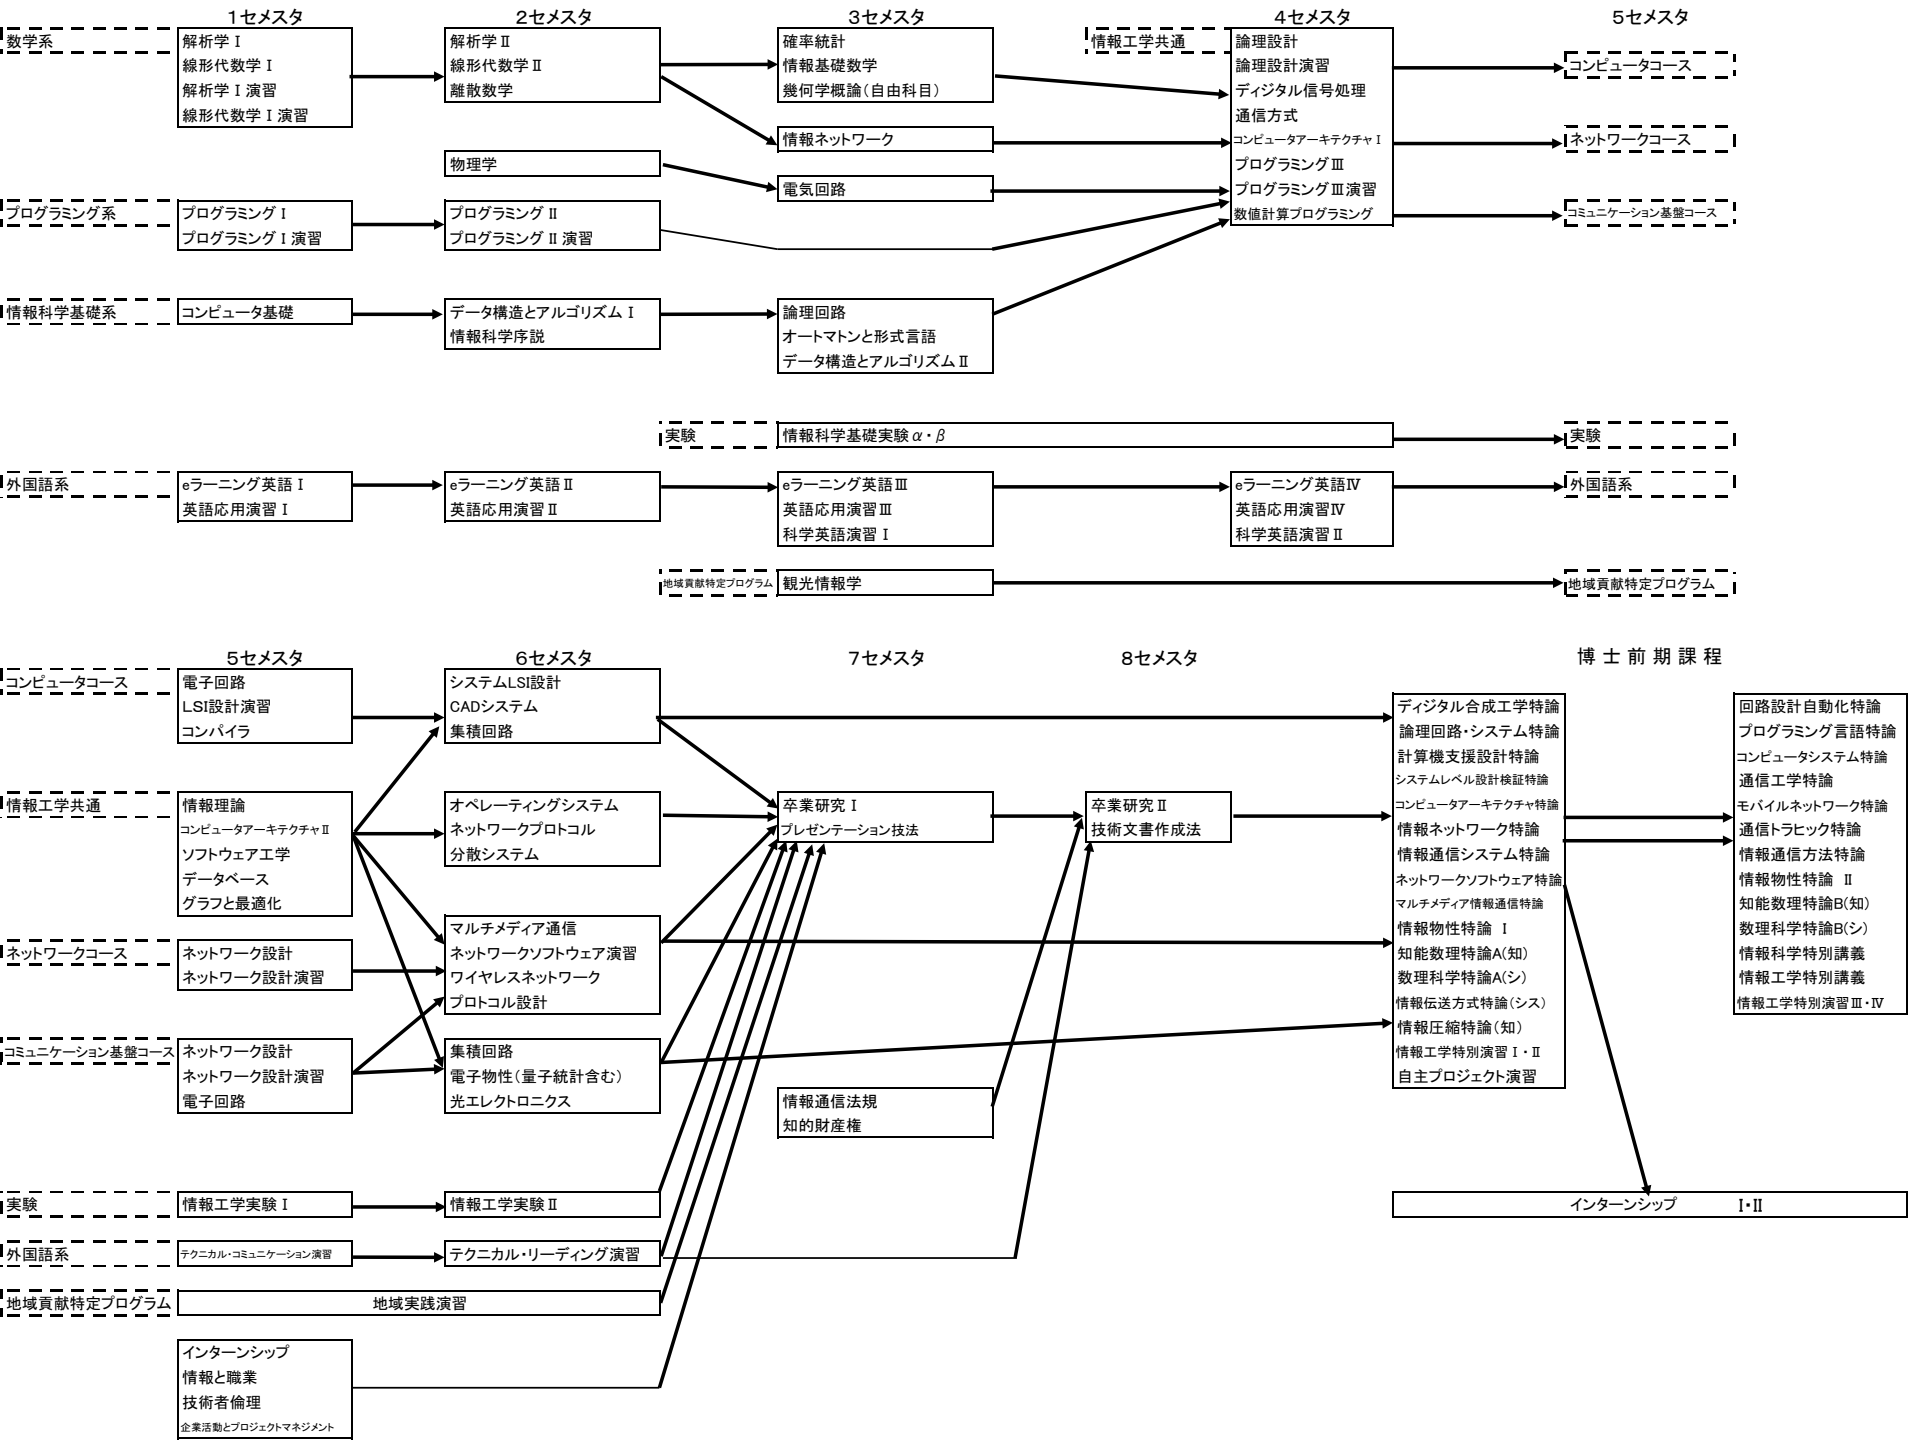 1セメスタ
2セメスタ
3セメスタ
4セメスタ
5セメスタ
数学系
解析学Ⅰ
線形代数学Ⅰ
解析学Ⅰ演習
線形代数学Ⅰ演習
解析学Ⅱ
線形代数学Ⅱ
離散数学
確率統計
情報基礎数学
幾何学概論(自由科目)
情報工学共通
論理設計
論理設計演習
ディジタル信号処理
通信方式
コンピュータアーキテクチャⅠ
プログラミングⅢ
プログラミングⅢ演習
数値計算プログラミング
コンピュータコース
ネットワークコース
コミュニケーション基盤コース
情報ネットワーク
物理学
電気回路
プログラミング系
プログラミングⅠ
プログラミングⅠ演習
プログラミング II
プログラミング II 演習
情報科学基礎系
コンピュータ基礎
データ構造とアルゴリズムⅠ
情報科学序説
論理回路
オートマトンと形式言語
データ構造とアルゴリズムⅡ
実験
情報科学基礎実験α・β
実験
外国語系
eラーニング英語Ⅰ
英語応用演習Ⅰ
eラーニング英語Ⅱ
英語応用演習Ⅱ
eラーニング英語Ⅲ
英語応用演習Ⅲ
科学英語演習Ⅰ
eラーニング英語Ⅳ
英語応用演習Ⅳ
科学英語演習Ⅱ
外国語系
地域貢献特定プログラム
観光情報学
地域貢献特定プログラム
5セメスタ
6セメスタ
7セメスタ
8セメスタ
博士前期課程
コンピュータコース
電子回路
LSI設計演習
コンパイラ
システムLSI設計
CADシステム
集積回路
情報工学共通
情報理論
コンピュータアーキテクチャⅡ
ソフトウェア工学
データベース
グラフと最適化
オペレーティングシステム
ネットワークプロトコル
分散システム
卒業研究Ⅰ
プレゼンテーション技法
卒業研究Ⅱ
技術文書作成法
ネットワークコース
ネットワーク設計
ネットワーク設計演習
マルチメディア通信
ネットワークソフトウェア演習
ワイヤレスネットワーク
プロトコル設計
コミュニケーション基盤コース
ネットワーク設計
ネットワーク設計演習
電子回路
集積回路
電子物性(量子統計含む)
光エレクトロニクス
情報通信法規
知的財産権
ディジタル合成工学特論
論理回路・システム特論
計算機支援設計特論
システムレベル設計検証特論
コンピュータアーキテクチャ特論
情報ネットワーク特論
情報通信システム特論
ネットワークソフトウェア特論
マルチメディア情報通信特論
情報物性特論 Ⅰ
知能数理特論A(知)
数理科学特論A(シ)
情報伝送方式特論(シス)
情報圧縮特論(知)
情報工学特別演習Ⅰ・Ⅱ
自主プロジェクト演習
回路設計自動化特論
プログラミング言語特論
コンピュータシステム特論
通信工学特論
モバイルネットワーク特論
通信トラヒック特論
情報通信方法特論
情報物性特論 Ⅱ
知能数理特論B(知)
数理科学特論B(シ)
情報科学特別講義
情報工学特別講義
情報工学特別演習Ⅲ・Ⅳ
実験
情報工学実験Ⅰ
情報工学実験Ⅱ
インターンシップ Ⅰ・Ⅱ
外国語系
テクニカル・コミュニケーション演習
テクニカル・リーディング演習
地域貢献特定プログラム
地域実践演習
インターンシップ
情報と職業
技術者倫理
企業活動とプロジェクトマネジメント